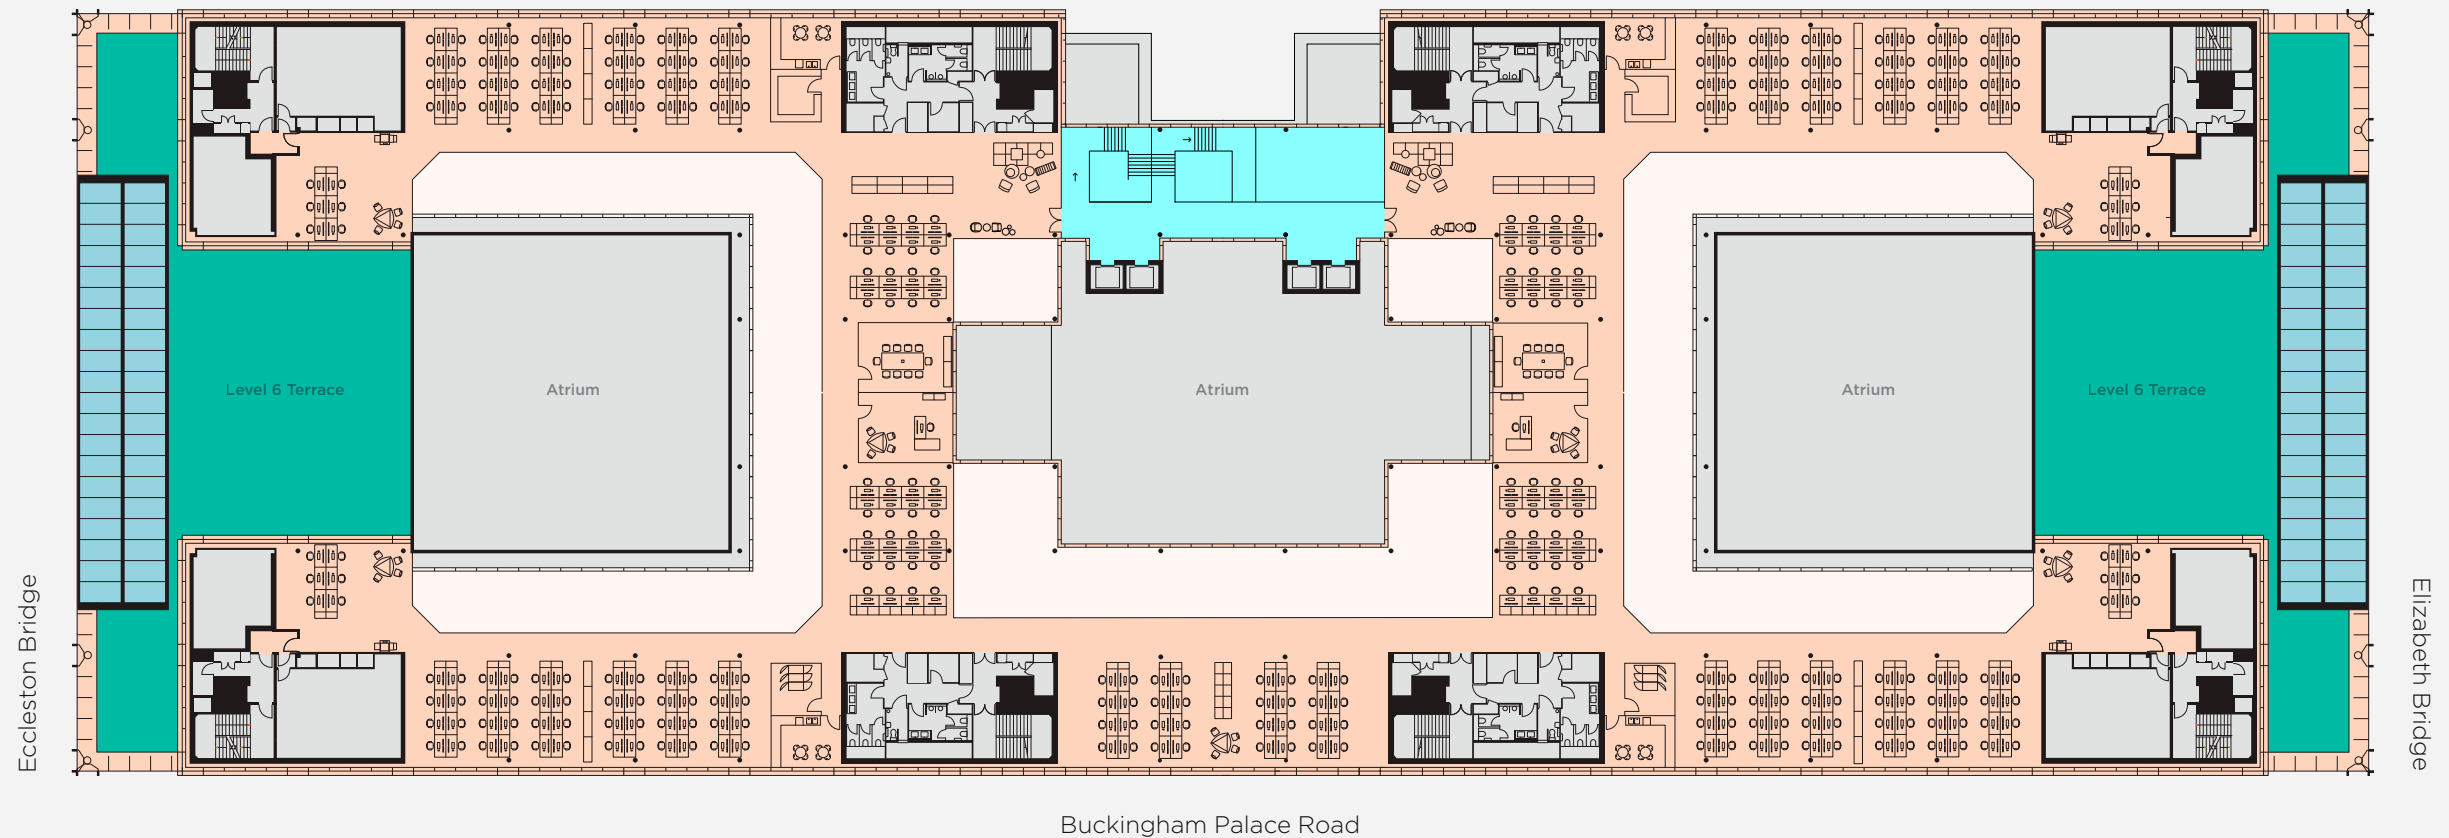 Level 6 Terrace
Atrium
Atrium
Atrium
Level 6 Terrace
Eccleston Bridge
Elizabeth Bridge
Buckingham Palace Road